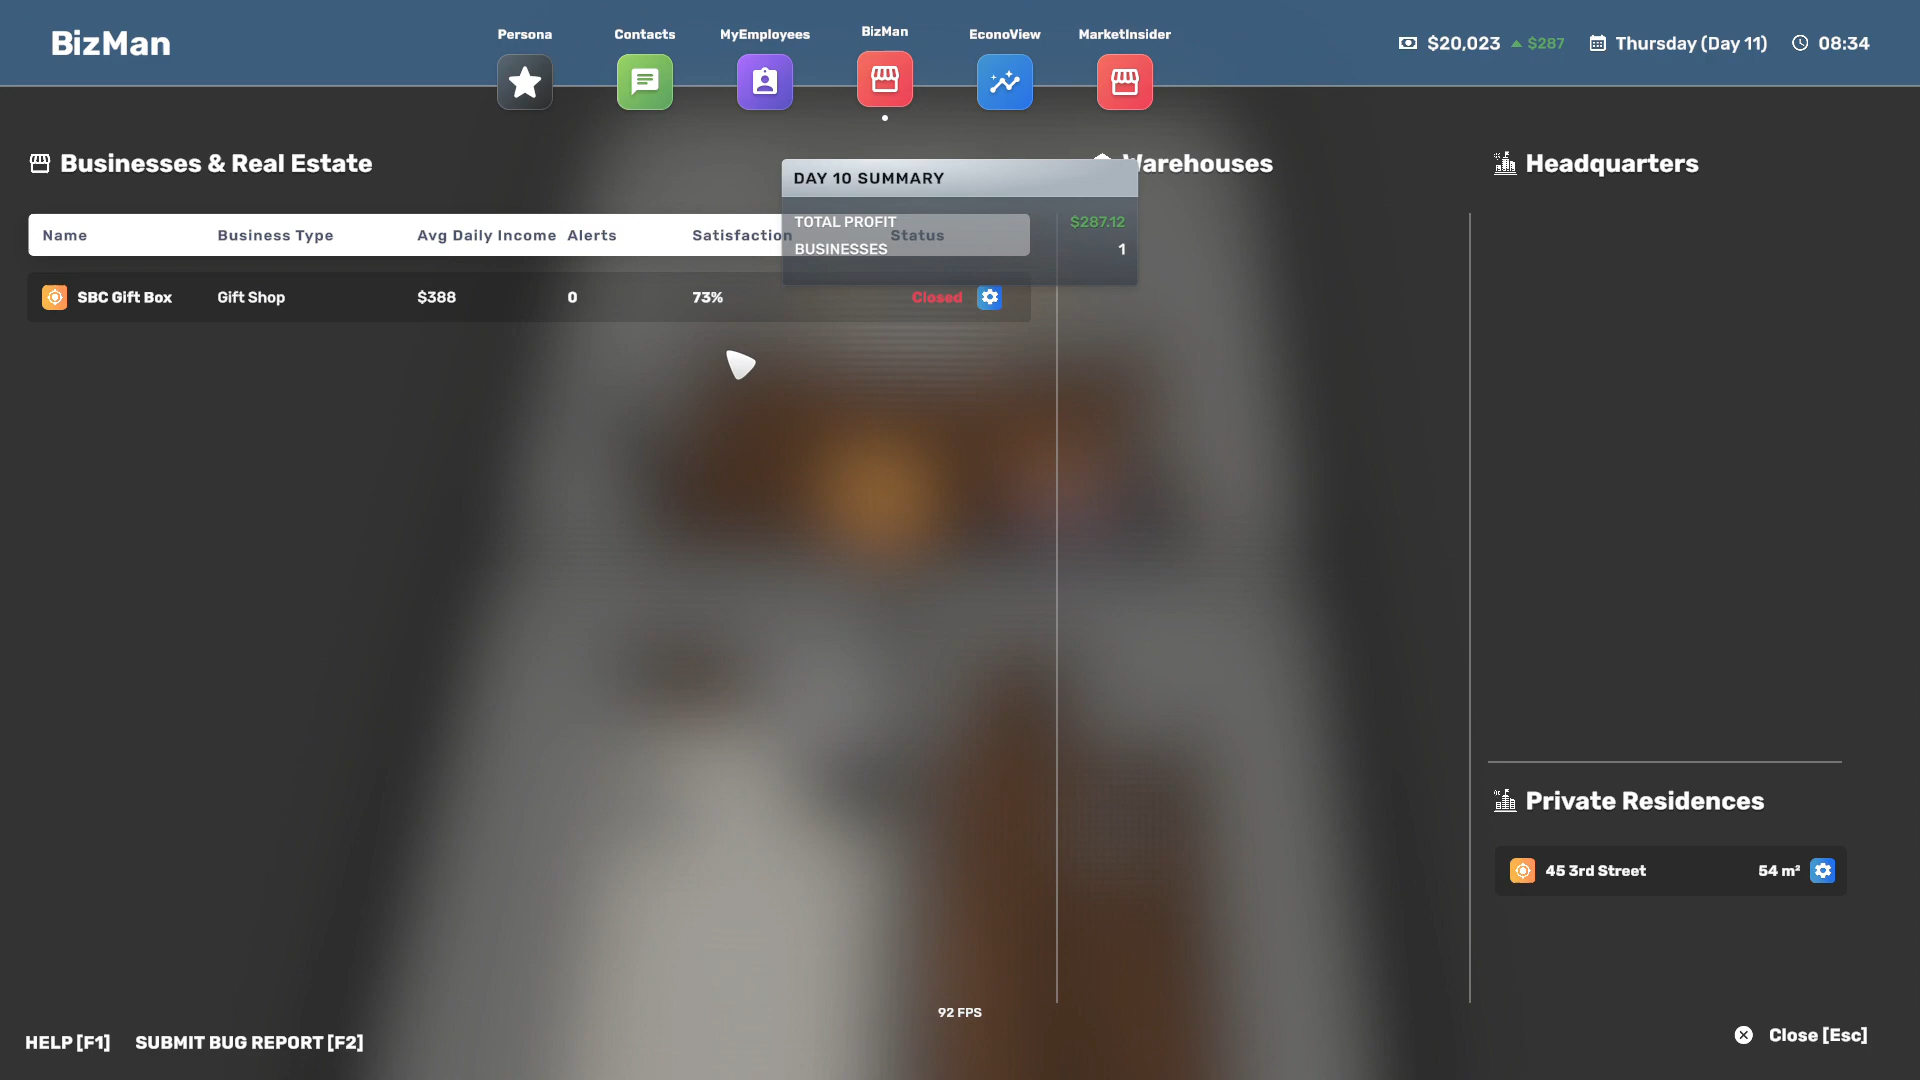 BizMan
Persona
Contacts
MyEmployees
BizMan
EconoView
MarketInsider
$20,023 $287
Thursday (Day 11)
08:34
Businesses & Real Estate
Warehouses
Headquarters
DAY 10 SUMMARY
TOTAL PROFIT $287.12
BUSINESSES 1
Name Business Type Avg Daily Income Alerts Satisfaction Status
SBC Gift Box Gift Shop $388 0 73% Closed
Private Residences
45 3rd Street 54 m²
92 FPS
HELP [F1] SUBMIT BUG REPORT [F2]
Close [Esc]